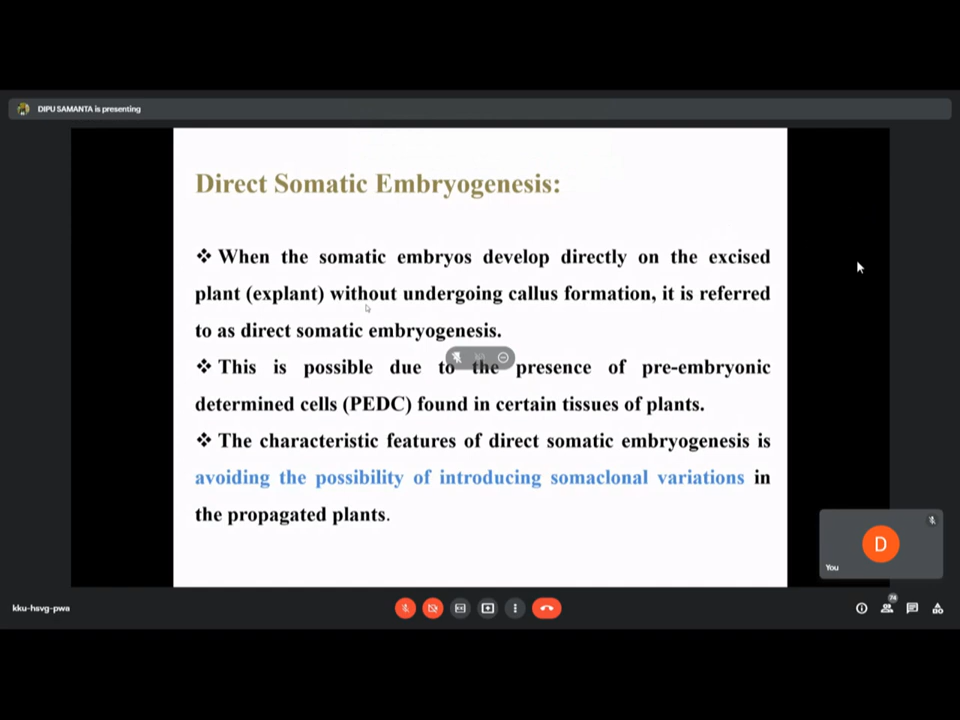 DIPU SAMANTA is presenting
Direct Somatic Embryogenesis:
❖ When the somatic embryos develop directly on the excised
plant (explant) without undergoing callus formation, it is referred
to as direct somatic embryogenesis.
❖ This is possible due to the presence of pre-embryonic
determined cells (PEDC) found in certain tissues of plants.
❖ The characteristic features of direct somatic embryogenesis is
avoiding the possibility of introducing somaclonal variations in
the propagated plants.
D
You
kku-hsvg-pwa
74